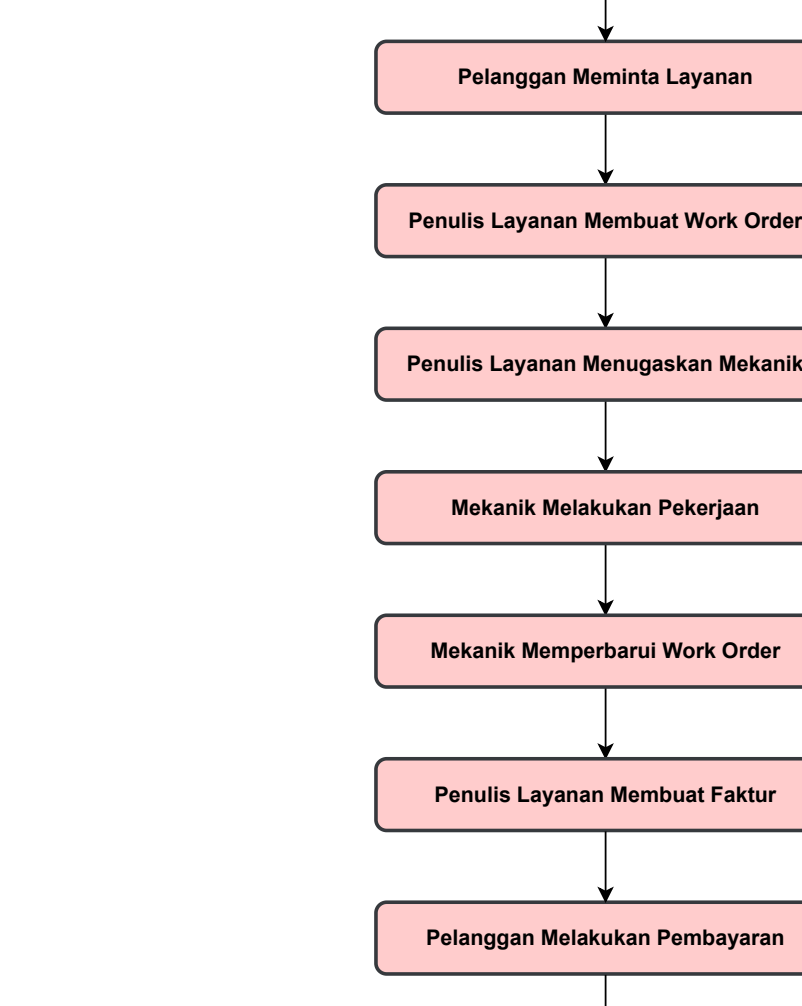 Pelanggan Meminta Layanan
Penulis Layanan Membuat Work Order
Penulis Layanan Menugaskan Mekanik
Mekanik Melakukan Pekerjaan
Mekanik Memperbarui Work Order
Penulis Layanan Membuat Faktur
Pelanggan Melakukan Pembayaran